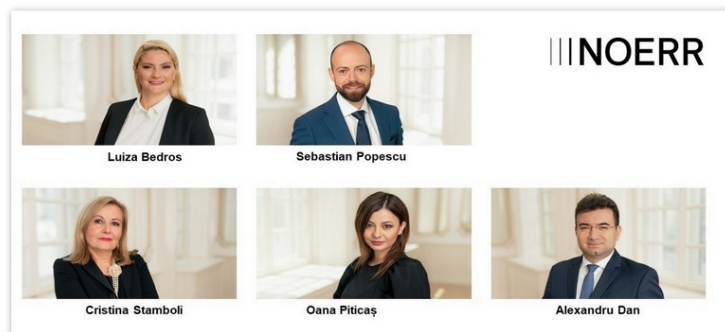 NOERR
Luiza Bedros
Sebastian Popescu
Cristina Stamboli
Oana Piticaș
Alexandru Dan